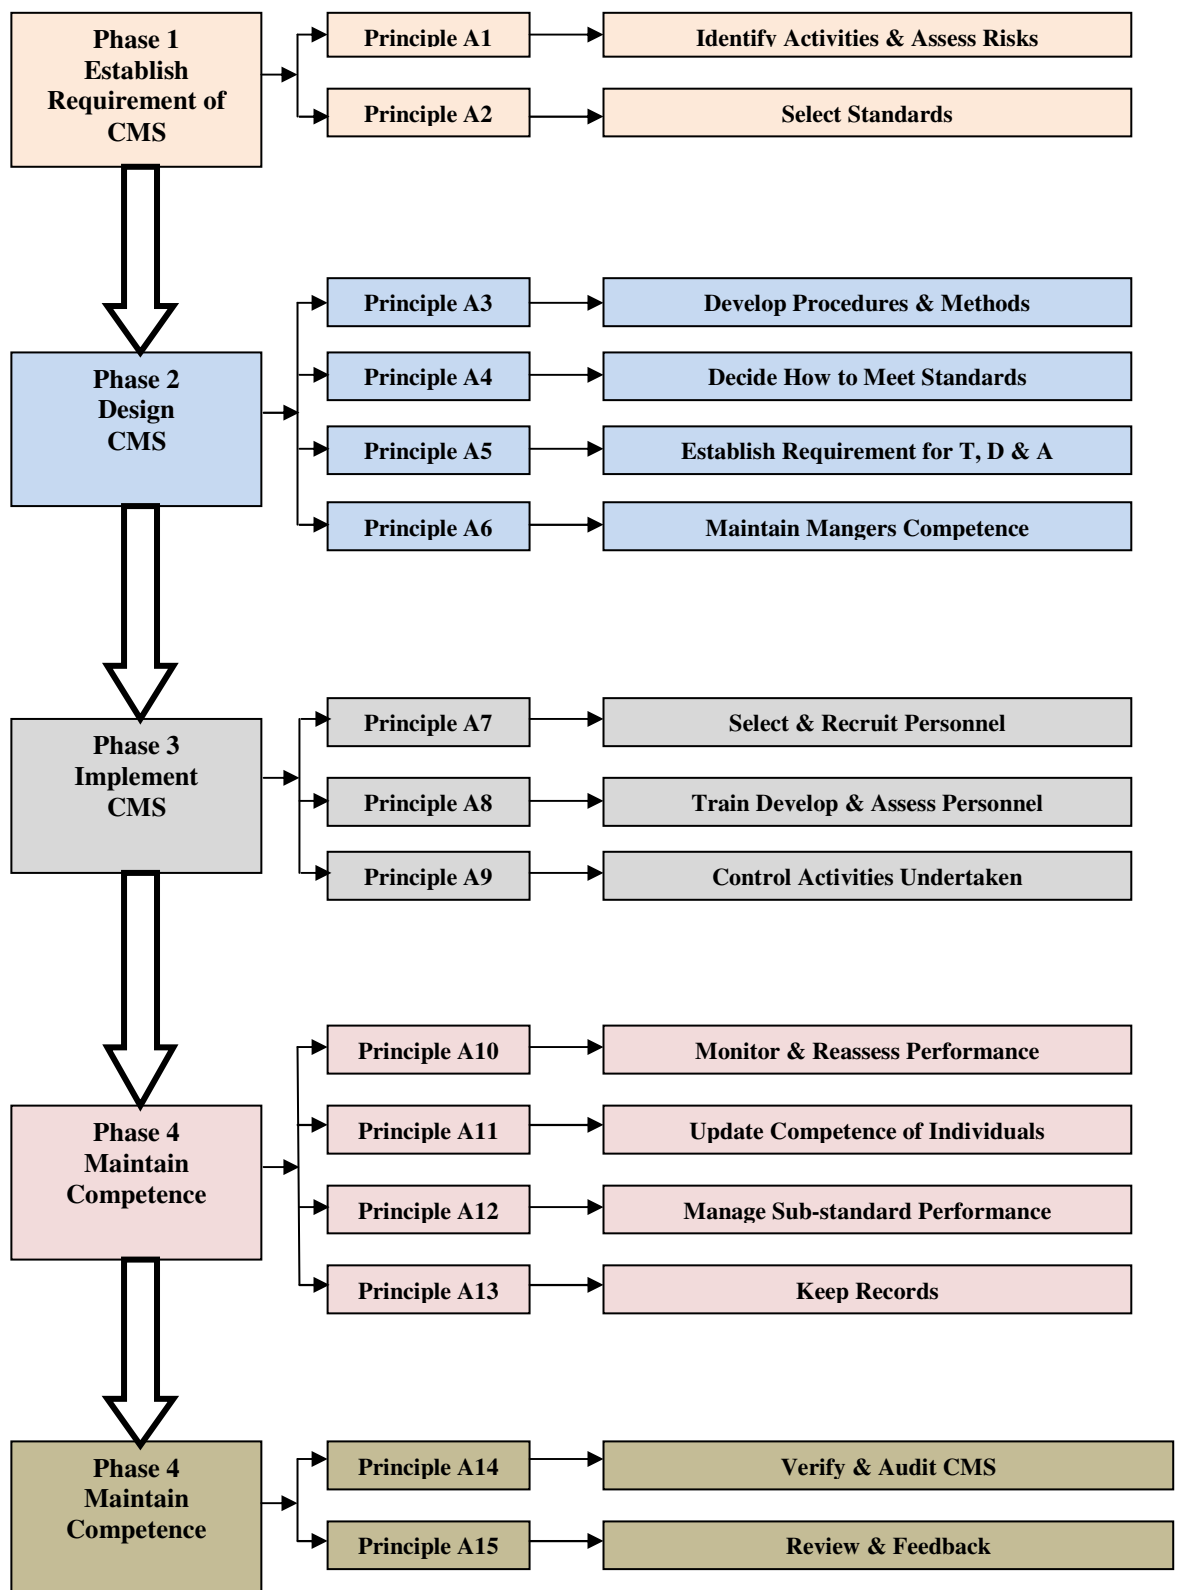 Phase 1
Establish
Requirement of
CMS
Principle A1
Identify Activities & Assess Risks
Principle A2
Select Standards
Phase 2
Design
CMS
Principle A3
Develop Procedures & Methods
Principle A4
Decide How to Meet Standards
Principle A5
Establish Requirement for T, D & A
Principle A6
Maintain Mangers Competence
Phase 3
Implement
CMS
Principle A7
Select & Recruit Personnel
Principle A8
Train Develop & Assess Personnel
Principle A9
Control Activities Undertaken
Phase 4
Maintain
Competence
Principle A10
Monitor & Reassess Performance
Principle A11
Update Competence of Individuals
Principle A12
Manage Sub-standard Performance
Principle A13
Keep Records
Phase 4
Maintain
Competence
Principle A14
Verify & Audit CMS
Principle A15
Review & Feedback